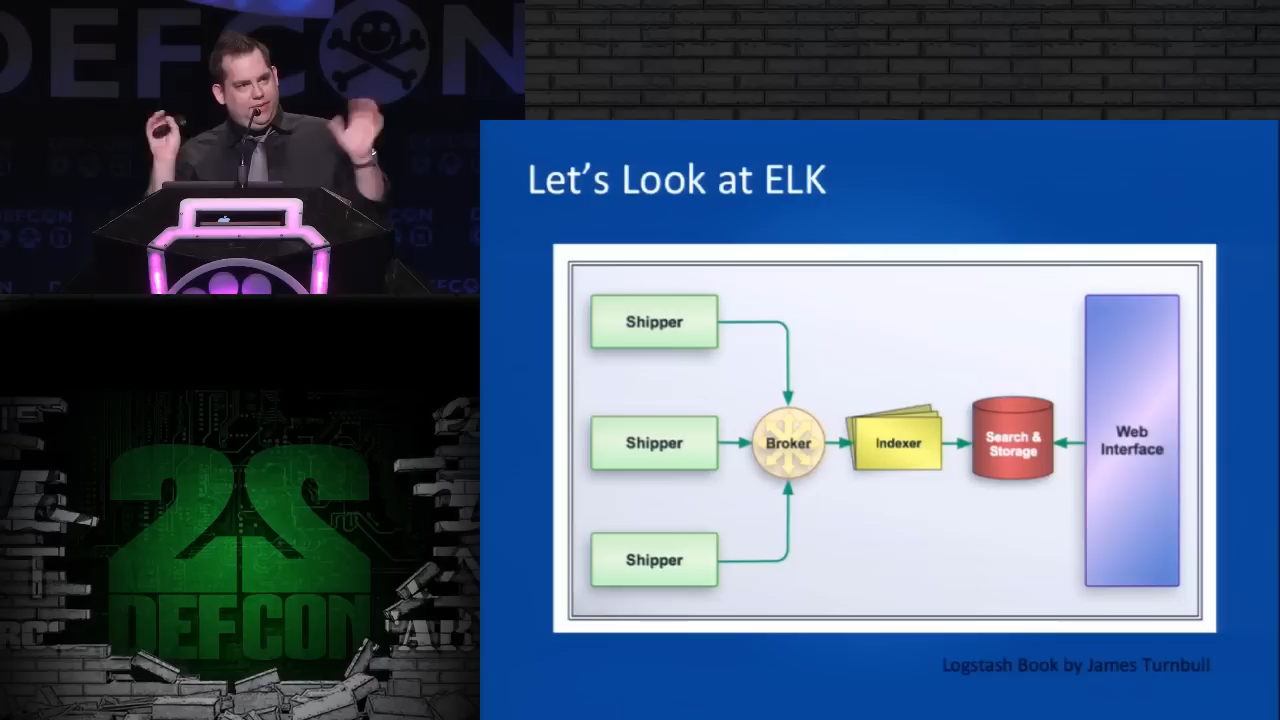 DEFCON
Let's Look at ELK
Shipper
Shipper
Shipper
Broker
Indexer
Search &
Storage
Web
Interface
Logstash Book by James Turnbull
22
DEFCON